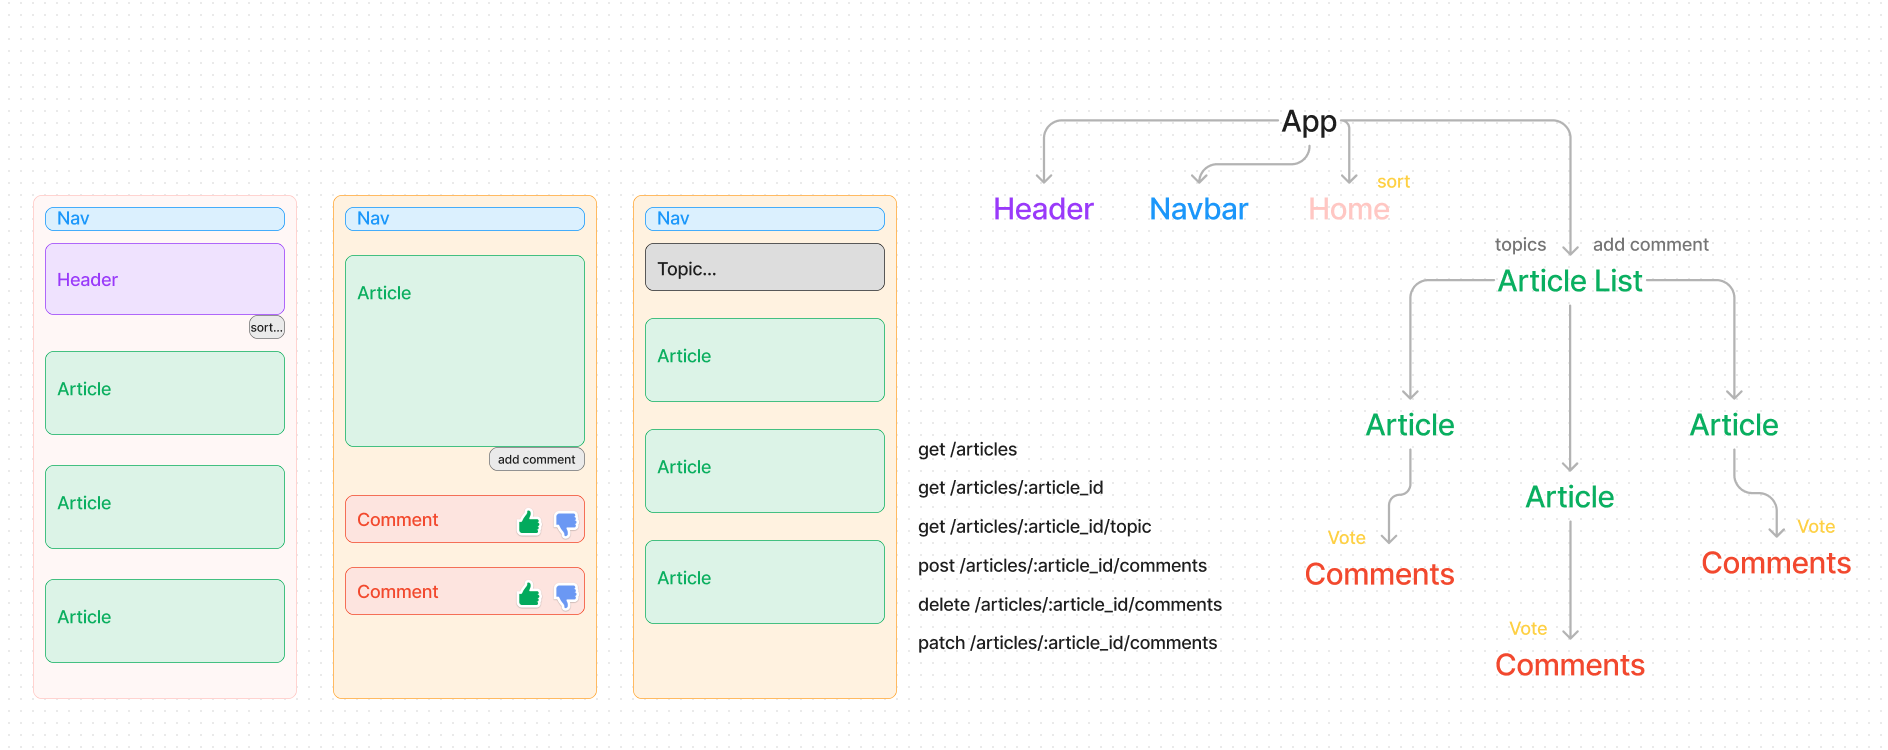 Nav
Header
sort...
Article
Article
Article
Nav
Article
add comment
Comment
Comment
Nav
Topic...
Article
Article
Article
get /articles
get /articles/:article_id
get /articles/:article_id/topic
post /articles/:article_id/comments
delete /articles/:article_id/comments
patch /articles/:article_id/comments
App
Header
Navbar
sort
Home
topics
add comment
Article List
Article
Article
Article
Vote
Comments
Vote
Comments
Vote
Comments